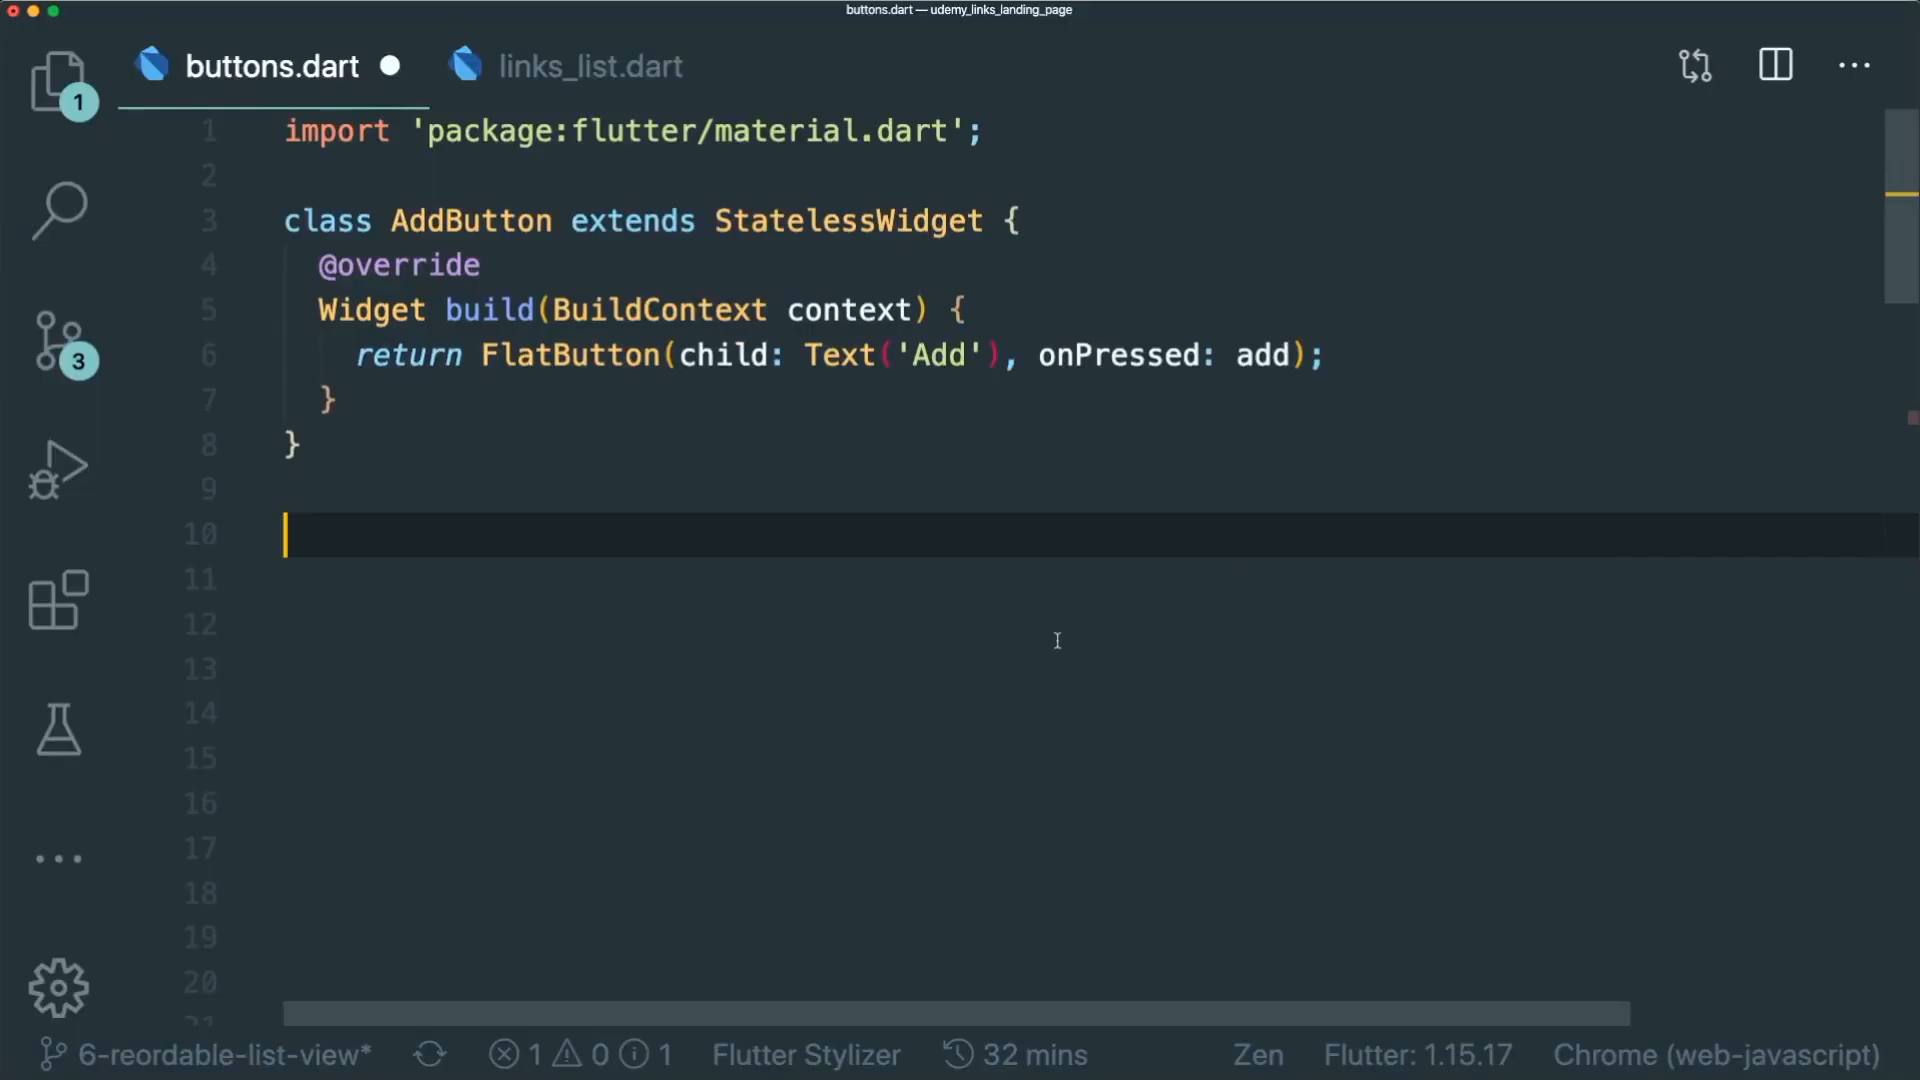 buttons.dart — udemy_links_landing_page
buttons.dart links_list.dart
1
1 import 'package:flutter/material.dart';
2
3 class AddButton extends StatelessWidget {
4 @override
5 Widget build(BuildContext context) {
6 return FlatButton(child: Text('Add'), onPressed: add);
3
7 }
8 }
9
10
11
12
13
14
15
16
17
18
19
20
21
6-reordable-list-view* 1 0 1 Flutter Stylizer 32 mins Zen Flutter: 1.15.17 Chrome (web-javascript)